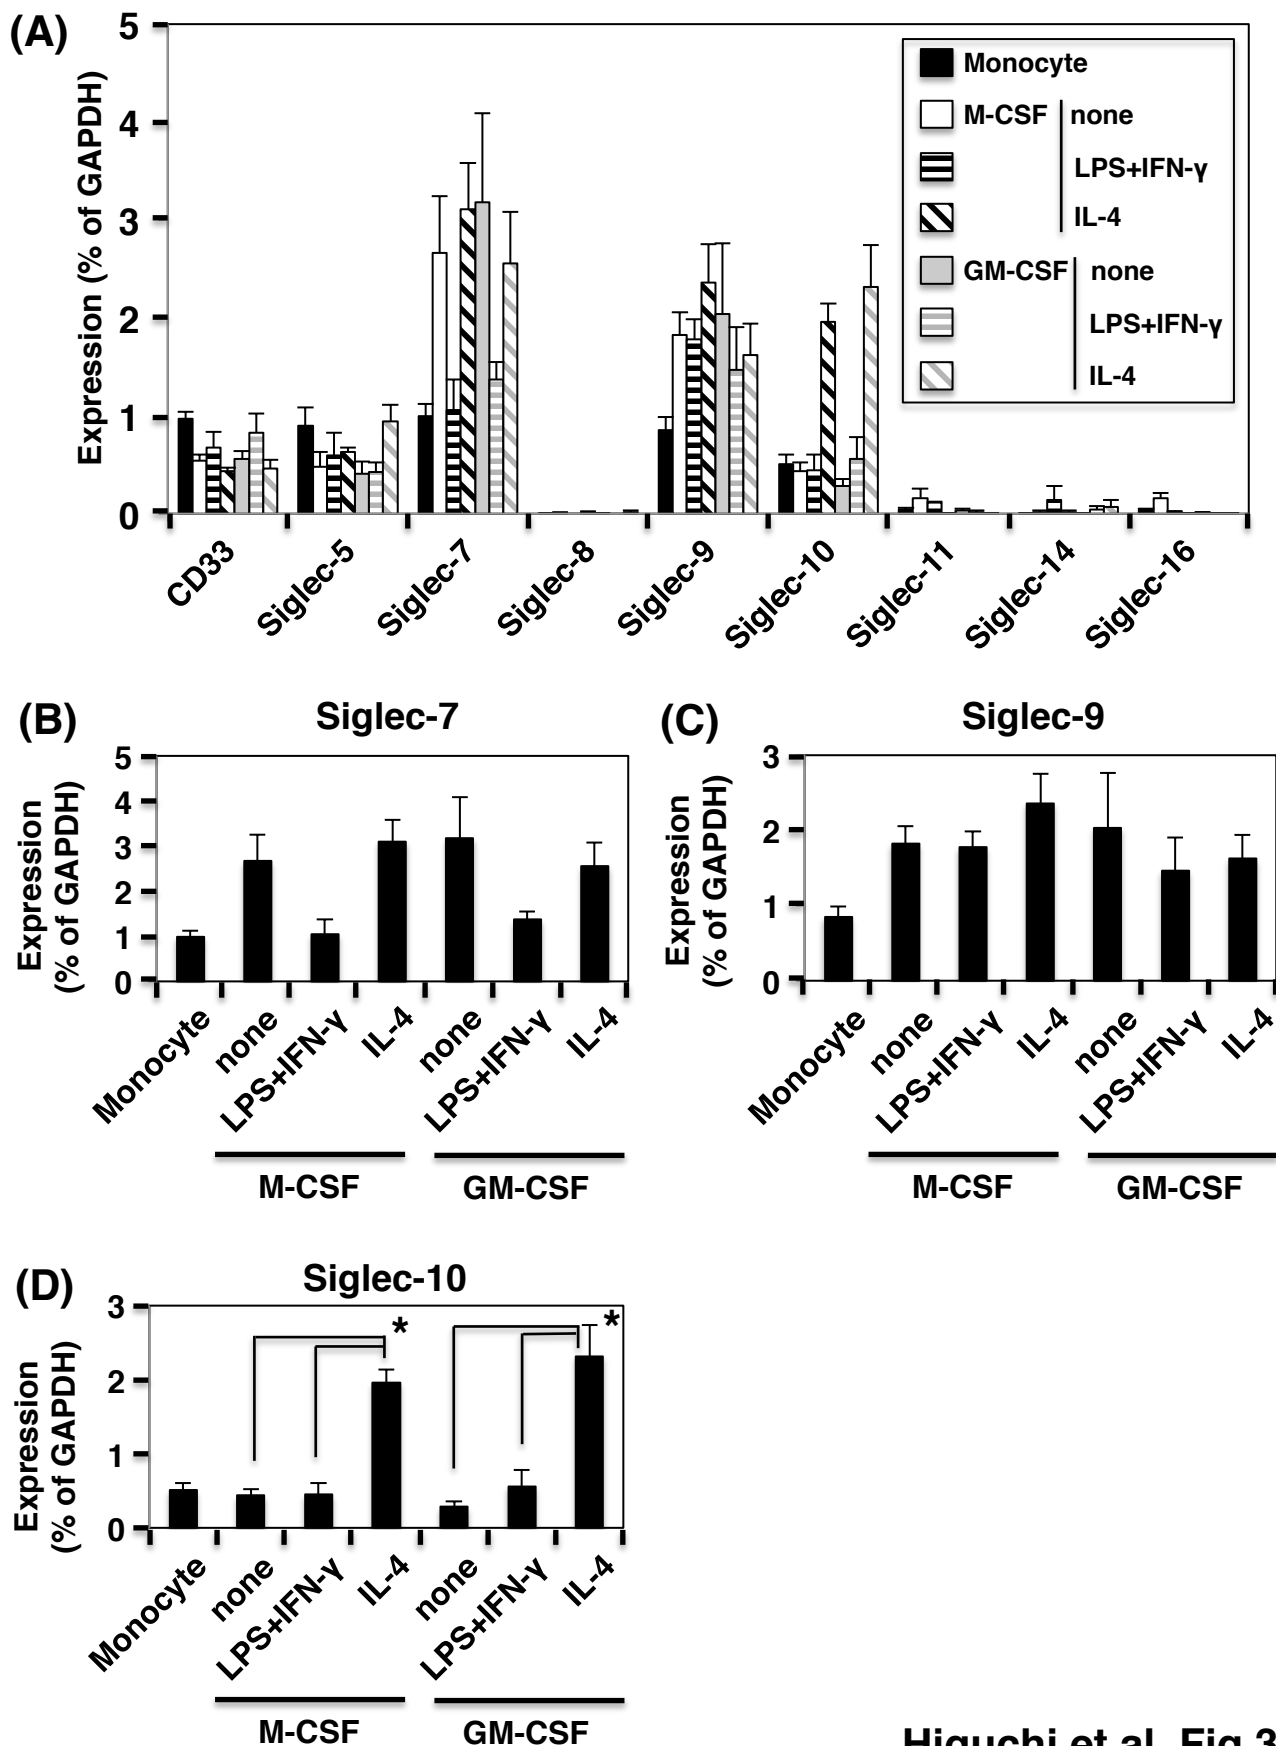 (A)
Expression (% of GAPDH)
5
4
3
2
1
0
Monocyte
M-CSF none
LPS+IFN-γ
IL-4
GM-CSF none
LPS+IFN-γ
IL-4
CD33
Siglec-5
Siglec-7
Siglec-8
Siglec-9
Siglec-10
Siglec-11
Siglec-14
Siglec-16
(B)
Siglec-7
Expression
(% of GAPDH)
5
4
3
2
1
0
Monocyte
none
LPS+IFN-γ
IL-4
none
LPS+IFN-γ
IL-4
M-CSF
GM-CSF
(C)
Siglec-9
Expression
(% of GAPDH)
3
2
1
0
Monocyte
none
LPS+IFN-γ
IL-4
none
LPS+IFN-γ
IL-4
M-CSF
GM-CSF
(D)
Siglec-10
Expression
(% of GAPDH)
3
2
1
0
*
*
Monocyte
none
LPS+IFN-γ
IL-4
none
LPS+IFN-γ
IL-4
M-CSF
GM-CSF
Higuchi et al. Fig 3